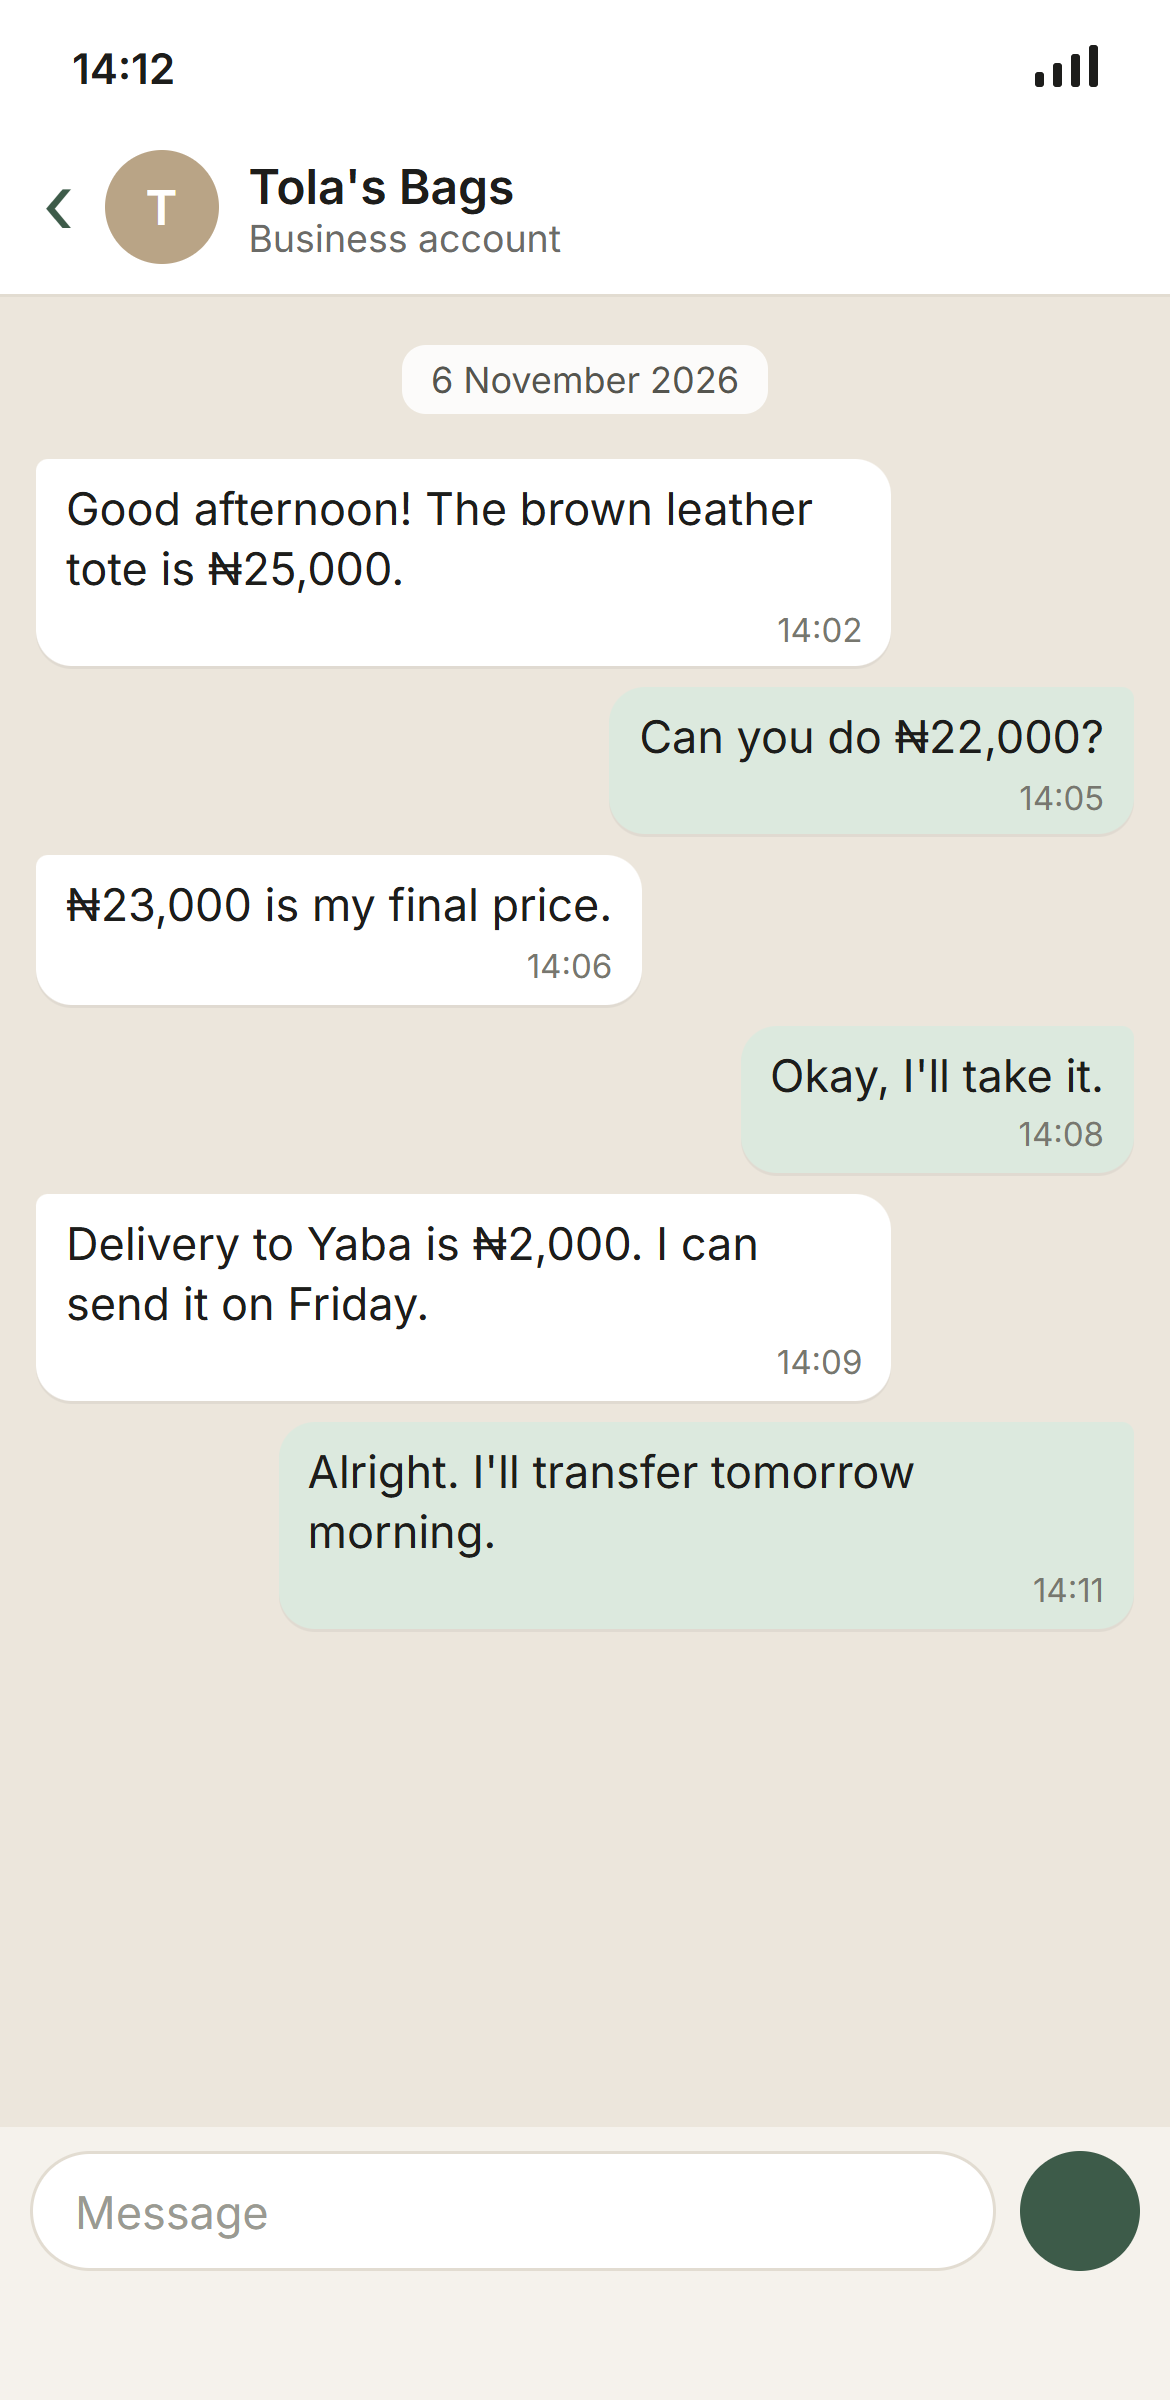 14:12
T
Tola's Bags
Business account
6 November 2026
Good afternoon! The brown leather
tote is ₦25,000.
14:02
Can you do ₦22,000?
14:05
₦23,000 is my final price.
14:06
Okay, I'll take it.
14:08
Delivery to Yaba is ₦2,000. I can
send it on Friday.
14:09
Alright. I'll transfer tomorrow
morning.
14:11
Message